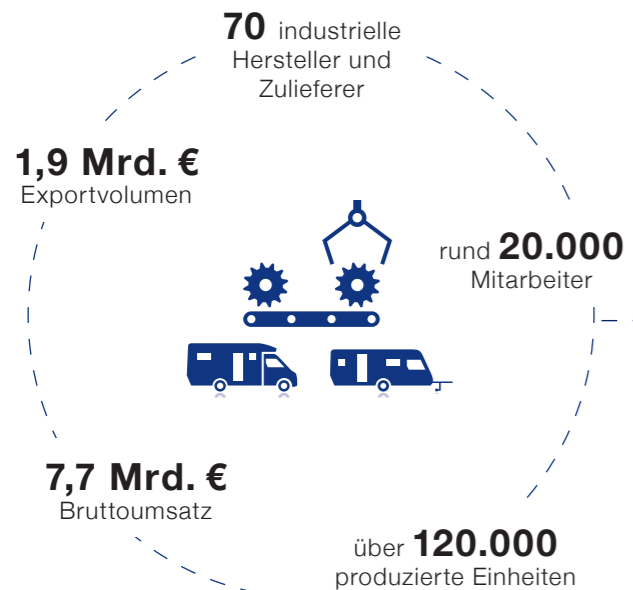 70 industrielle
Hersteller und
Zulieferer
1,9 Mrd. €
Exportvolumen
rund 20.000
Mitarbeiter
7,7 Mrd. €
Bruttoumsatz
über 120.000
produzierte Einheiten